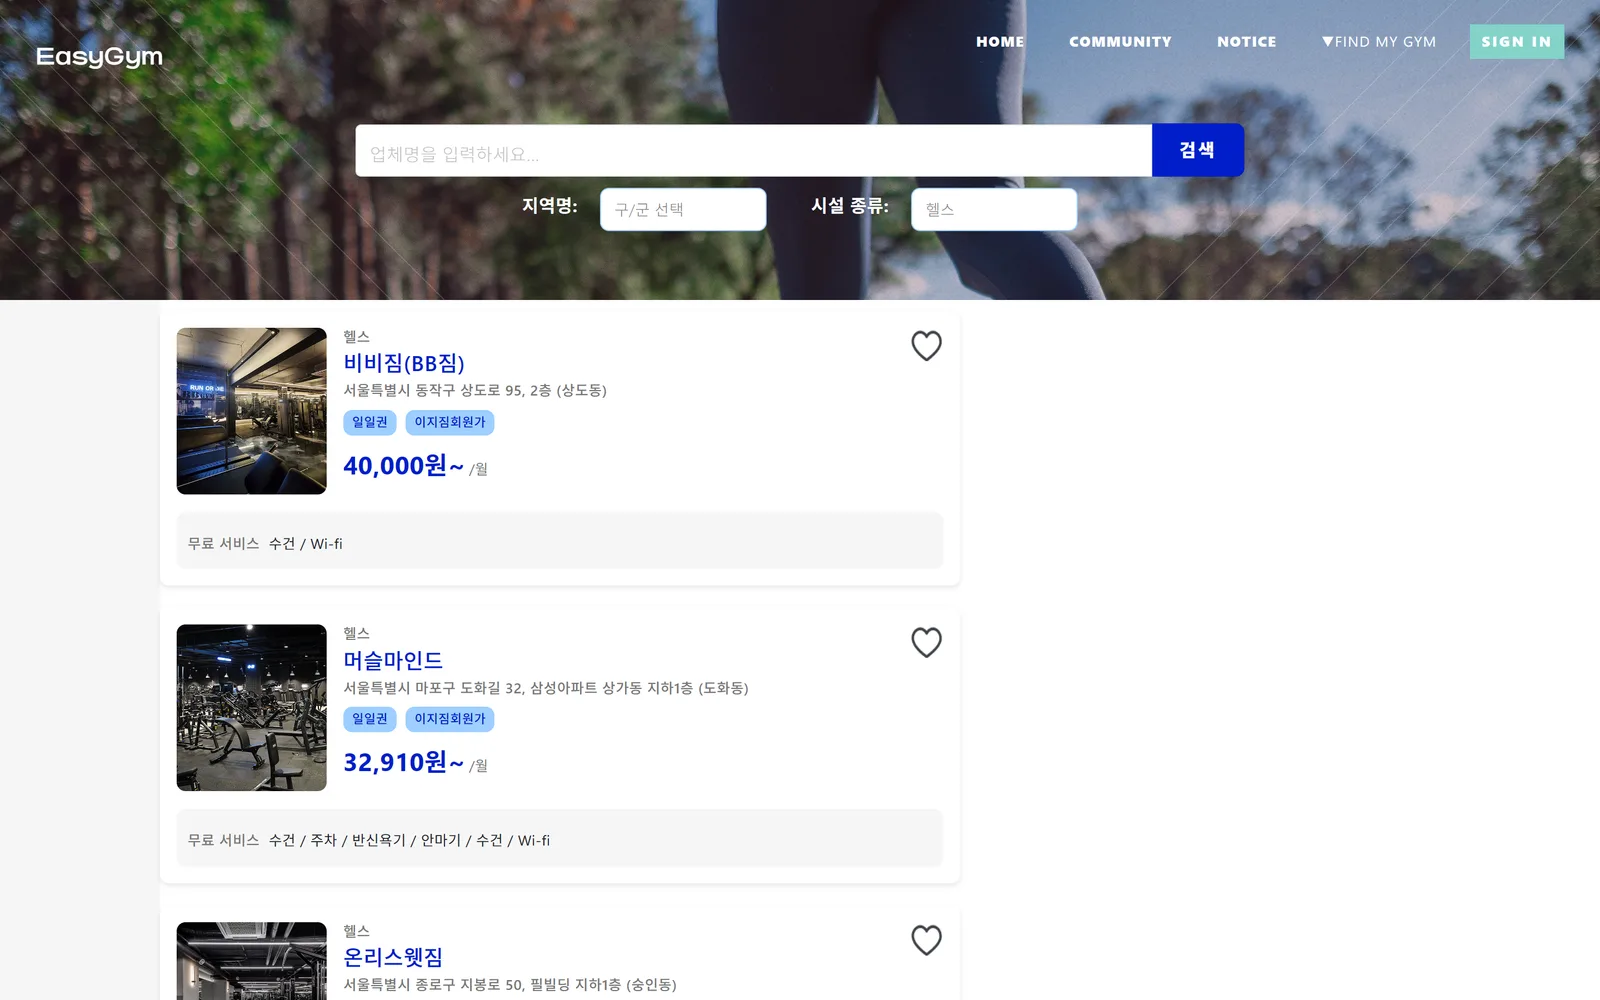 EasyGym
HOME COMMUNITY NOTICE ▼FIND MY GYM SIGN IN
업체명을 입력하세요... 검색
지역명: 구/군 선택 시설 종류: 헬스
헬스
비비짐(BB짐)
서울특별시 동작구 상도로 95, 2층 (상도동)
일일권 이지짐회원가
40,000원~ /월
무료 서비스 수건 / Wi-fi
헬스
머슬마인드
서울특별시 마포구 도화길 32, 삼성아파트 상가동 지하1층 (도화동)
일일권 이지짐회원가
32,910원~ /월
무료 서비스 수건 / 주차 / 반신욕기 / 안마기 / 수건 / Wi-fi
헬스
온리스웻짐
서울특별시 종로구 지봉로 50, 필빌딩 지하1층 (숭인동)